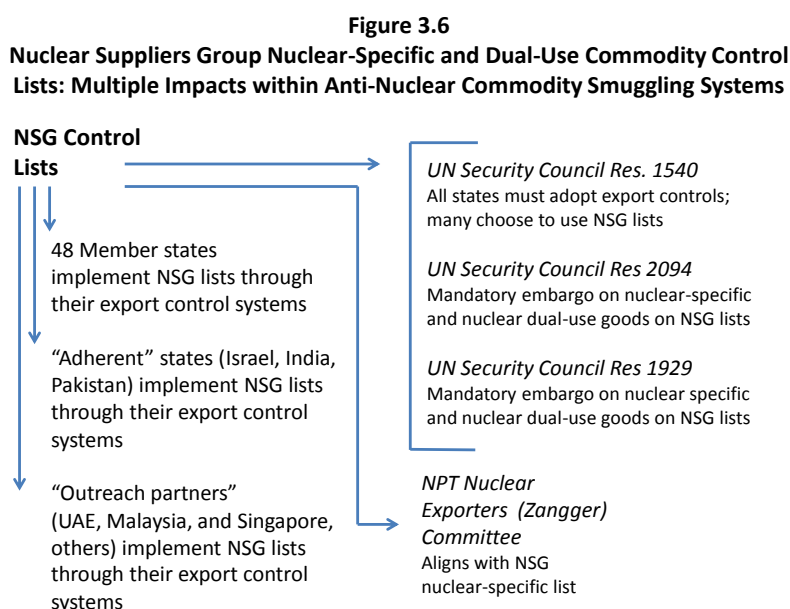 Figure 3.6
Nuclear Suppliers Group Nuclear-Specific and Dual-Use Commodity Control
Lists: Multiple Impacts within Anti-Nuclear Commodity Smuggling Systems
NSG Control
Lists
48 Member states
implement NSG lists through
their export control systems
“Adherent” states (Israel, India,
Pakistan) implement NSG lists
through their export control
systems
“Outreach partners”
(UAE, Malaysia, and Singapore,
others) implement NSG lists
through their export control
systems
UN Security Council Res. 1540
All states must adopt export controls;
many choose to use NSG lists
UN Security Council Res 2094
Mandatory embargo on nuclear-specific
and nuclear dual-use goods on NSG lists
UN Security Council Res 1929
Mandatory embargo on nuclear specific
and nuclear dual-use goods on NSG lists
NPT Nuclear
Exporters (Zangger)
Committee
Aligns with NSG
nuclear-specific list